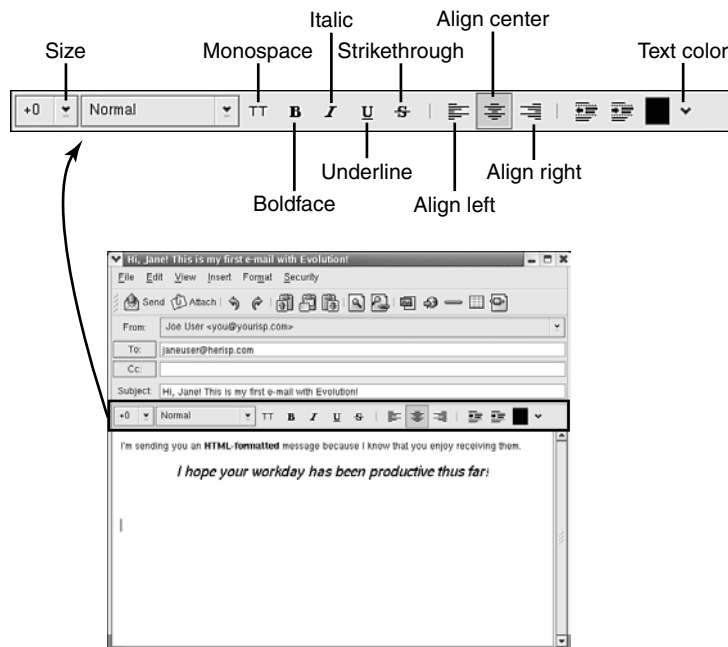 Align center
Italic
Size Monospace Strikethrough Text color
+0 Normal TT B I U S
Underline Align right
Boldface Align left
Hi, Jane! This is my first e-mail with Evolution!
File Edit View Insert Format Security
Send Attach
From: Joe User <you@yourisp.com>
To: janeuser@herisp.com
Cc:
Subject: Hi, Jane! This is my first e-mail with Evolution!
+0 Normal TT B I U S
I'm sending you an HTML-formatted message because I know that you enjoy receiving them.
I hope your workday has been productive thus far!